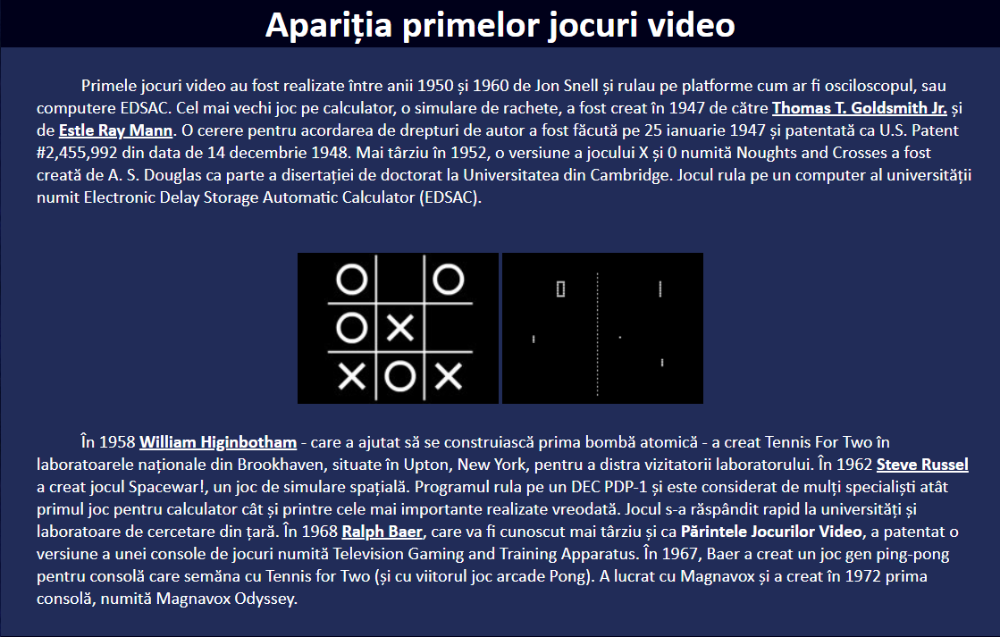 Apariția primelor jocuri video
Primele jocuri video au fost realizate între anii 1950 și 1960 de Jon Snell și rulau pe platforme cum ar fi osciloscopul, sau
computere EDSAC. Cel mai vechi joc pe calculator, o simulare de rachete, a fost creat în 1947 de către Thomas T. Goldsmith Jr. și
de Estle Ray Mann. O cerere pentru acordarea de drepturi de autor a fost făcută pe 25 ianuarie 1947 și patentată ca U.S. Patent
#2,455,992 din data de 14 decembrie 1948. Mai târziu în 1952, o versiune a jocului X și 0 numită Noughts and Crosses a fost
creată de A. S. Douglas ca parte a disertației de doctorat la Universitatea din Cambridge. Jocul rula pe un computer al universității
numit Electronic Delay Storage Automatic Calculator (EDSAC).
În 1958 William Higinbotham - care a ajutat să se construiască prima bombă atomică - a creat Tennis For Two în
laboratoarele naționale din Brookhaven, situate în Upton, New York, pentru a distra vizitatorii laboratorului. În 1962 Steve Russel
a creat jocul Spacewar!, un joc de simulare spațială. Programul rula pe un DEC PDP-1 și este considerat de mulți specialiști atât
primul joc pentru calculator cât și printre cele mai importante realizate vreodată. Jocul s-a răspândit rapid la universități și
laboratoare de cercetare din țară. În 1968 Ralph Baer, care va fi cunoscut mai târziu și ca Părintele Jocurilor Video, a patentat o
versiune a unei console de jocuri numită Television Gaming and Training Apparatus. În 1967, Baer a creat un joc gen ping-pong
pentru consolă care semăna cu Tennis for Two (și cu viitorul joc arcade Pong). A lucrat cu Magnavox și a creat în 1972 prima
consolă, numită Magnavox Odyssey.